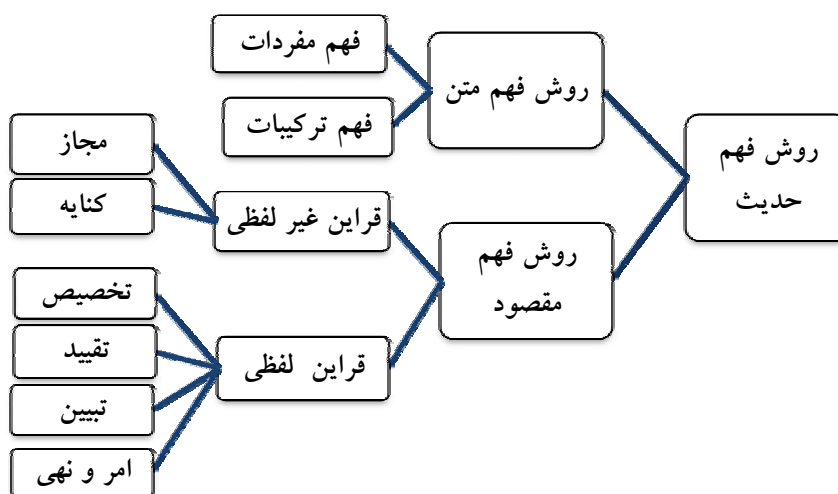 روش فهم
حدیث
روش فهم متن
فهم مفردات
فهم ترکیبات
روش فهم
مقصود
قراین غیر لفظی
مجاز
کنایه
قراین لفظی
تخصیص
تقیید
تبیین
امر و نهی